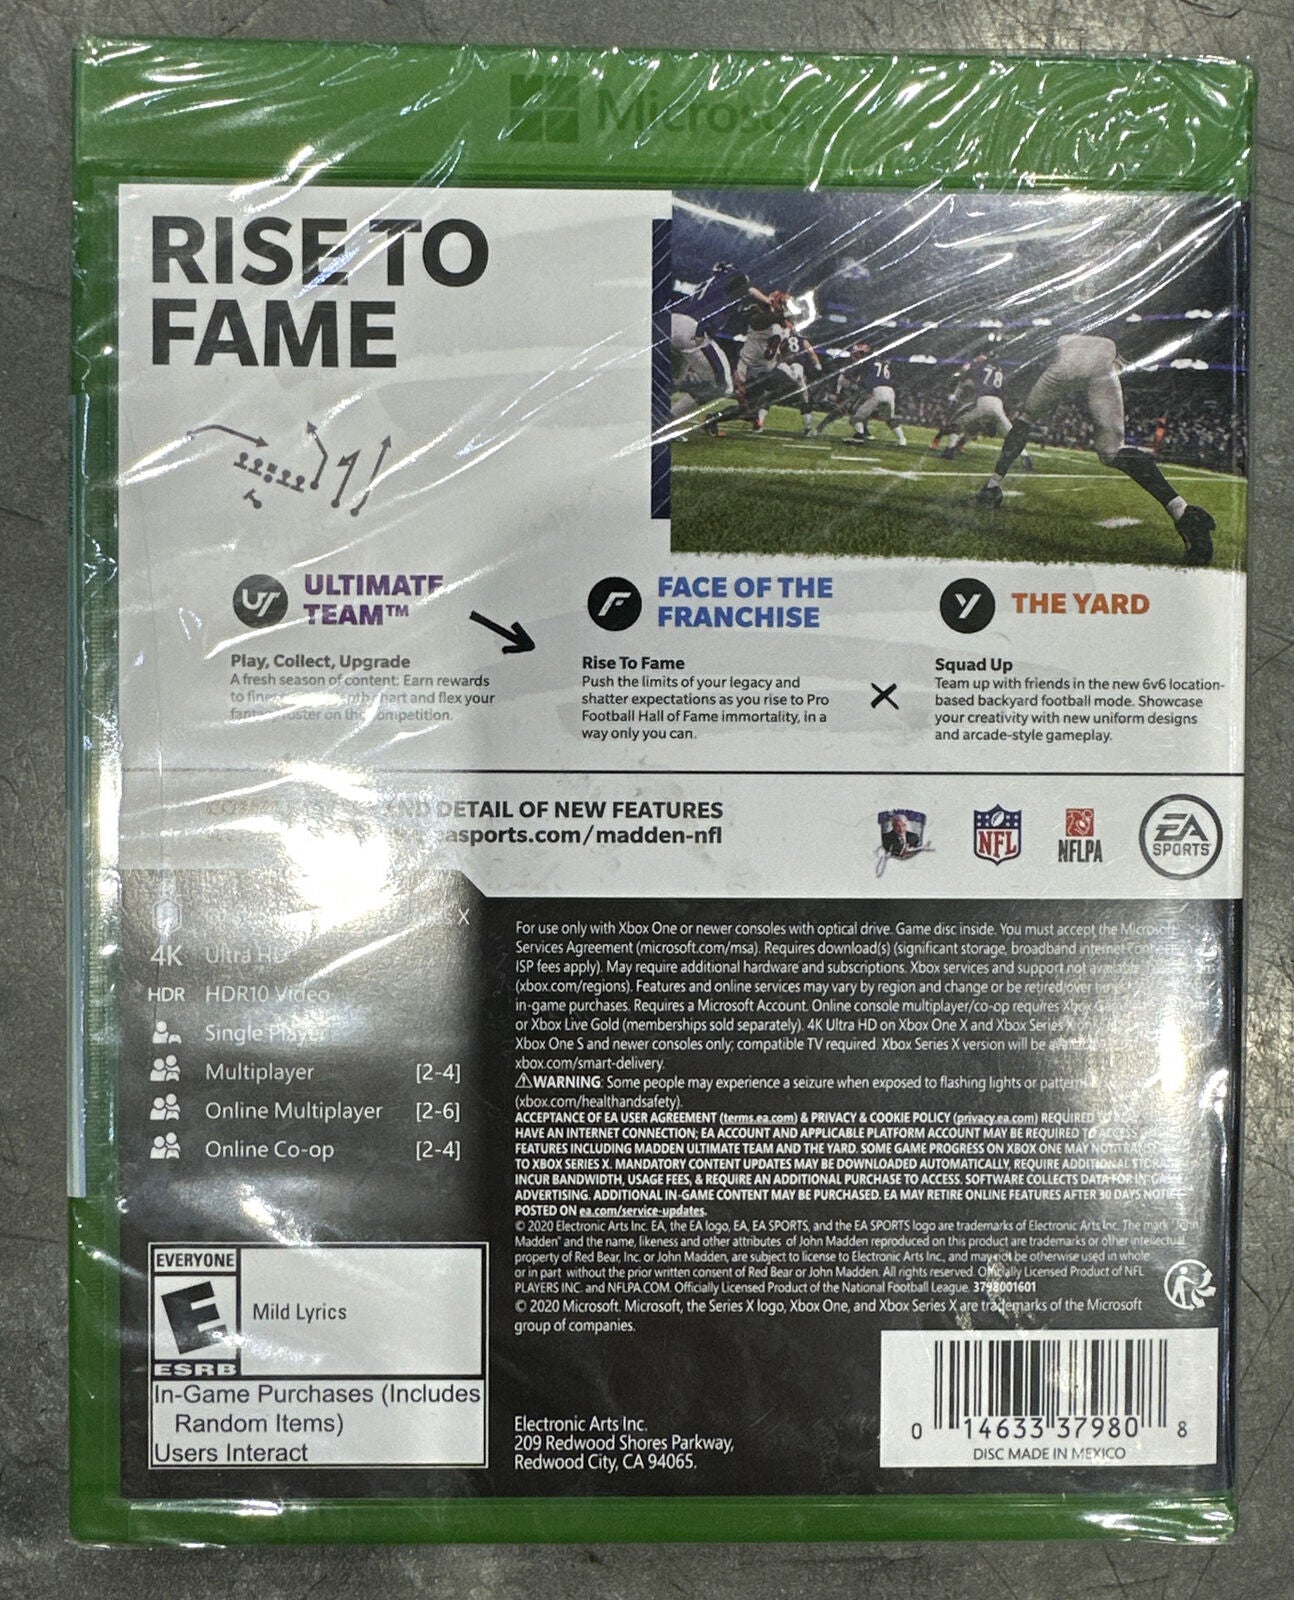 Microso
RISE TO
FAME
8
76
78
UT
ULTIMATE
TEAM™
Play, Collect, Upgrade
A fresh season of content: Earn rewards
to part and flex your
roster on the competition.
F
FACE OF THE
FRANCHISE
Rise To Fame
Push the limits of your legacy and
shatter expectations as you rise to Pro
Football Hall of Fame immortality, in a
way only you can.
Y
THE YARD
Squad Up
Team up with friends in the new 6v6 location-
based backyard football mode. Showcase
your creativity with new uniform designs
and arcade-style gameplay.
DETAIL OF NEW FEATURES
easports.com/madden-nfl
NFL
NFLPA
EA
SPORTS
X
4K Ultra HD
HDR HDR10 Video
Single Player
Multiplayer [2-4]
Online Multiplayer [2-6]
Online Co-op [2-4]
For use only with Xbox One or newer consoles with optical drive. Game disc inside. You must accept the Microsoft
Services Agreement (microsoft.com/msa). Requires download(s) (significant storage, broadband internet
ISP fees apply). May require additional hardware and subscriptions. Xbox services and support not available
(xbox.com/regions). Features and online services may vary by region and change or be retired over
in-game purchases. Requires a Microsoft Account. Online console multiplayer/co-op requires Xbox
or Xbox Live Gold (memberships sold separately). 4K Ultra HD on Xbox One X and Xbox Series X
Xbox One S and newer consoles only; compatible TV required. Xbox Series X version will be
xbox.com/smart-delivery.
⚠WARNING: Some people may experience a seizure when exposed to flashing lights or
(xbox.com/healthandsafety).
ACCEPTANCE OF EA USER AGREEMENT (terms.ea.com) & PRIVACY & COOKIE POLICY (privacy.ea.com) REQUIRED
HAVE AN INTERNET CONNECTION; EA ACCOUNT AND APPLICABLE PLATFORM ACCOUNT MAY BE REQUIRED TO ACCESS
FEATURES INCLUDING MADDEN ULTIMATE TEAM AND THE YARD. SOME GAME PROGRESS ON XBOX ONE MAY NOT
TO XBOX SERIES X. MANDATORY CONTENT UPDATES MAY BE DOWNLOADED AUTOMATICALLY, REQUIRE ADDITIONAL STORAGE,
INCUR BANDWIDTH, USAGE FEES, & REQUIRE AN ADDITIONAL PURCHASE TO ACCESS. SOFTWARE COLLECTS DATA FOR IN-GAME
ADVERTISING. ADDITIONAL IN-GAME CONTENT MAY BE PURCHASED. EA MAY RETIRE ONLINE FEATURES AFTER 30 DAYS NOTICE
POSTED ON ea.com/service-updates.
© 2020 Electronic Arts Inc. EA, the EA logo, EA, EA SPORTS, and the EA SPORTS logo are trademarks of Electronic Arts Inc. The mark "John
Madden" and the name, likeness and other attributes of John Madden reproduced on this product are trademarks or other intellectual
property of Red Bear, Inc. or John Madden, are subject to license to Electronic Arts Inc., and may not be otherwise used in whole
or in part without the prior written consent of Red Bear or John Madden. All rights reserved. Officially Licensed Product of NFL
PLAYERS INC. and NFLPA.COM. Officially Licensed Product of the National Football League. 3798001601
© 2020 Microsoft. Microsoft, the Series X logo, Xbox One, and Xbox Series X are trademarks of the Microsoft
group of companies.
EVERYONE
E
ESRB
Mild Lyrics
In-Game Purchases (Includes
Random Items)
Users Interact
Electronic Arts Inc.
209 Redwood Shores Parkway,
Redwood City, CA 94065.
0 14633 37980 8
DISC MADE IN MEXICO